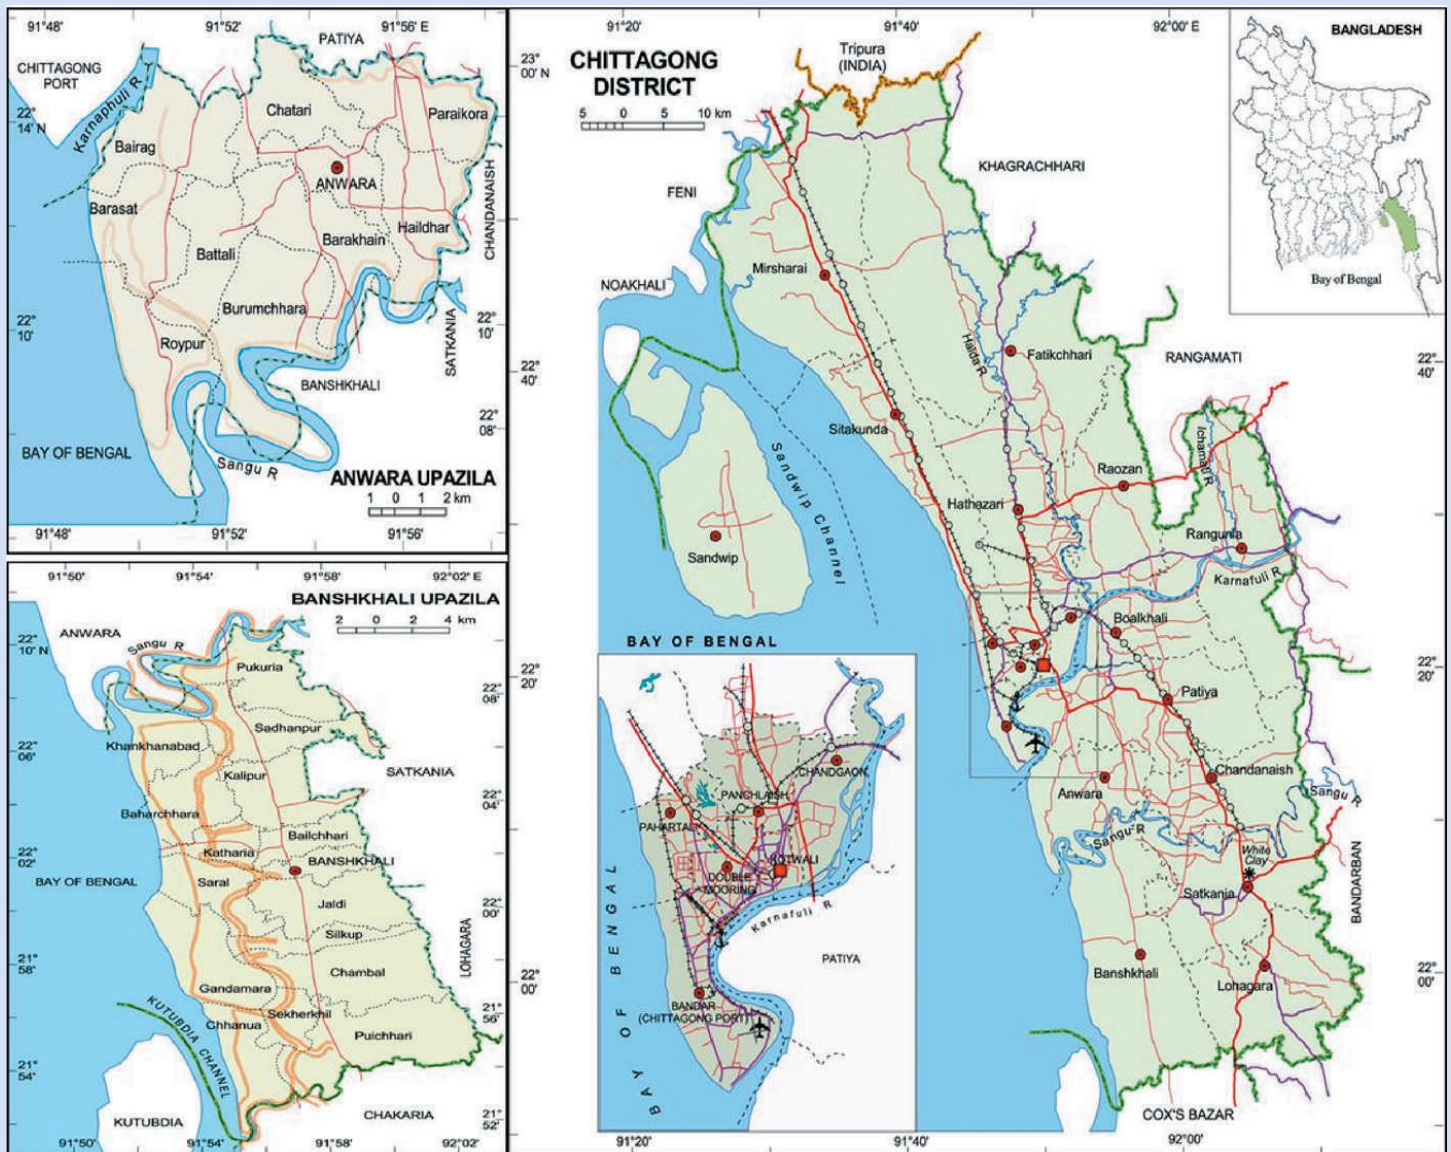 91°48'
91°52'
91°56' E
PATIYA
CHITTAGONG
PORT
Karnaphuli R
22°
14' N
Chatari
Paraikora
Bairag
ANWARA
CHANDANAISH
Barasat
Haildhar
Barakhain
Battali
Burumchhara
22°
10'
22°
10'
SATKANIA
Roypur
BANSHKHALI
22°
08'
BAY OF BENGAL
Sangu R
ANWARA UPAZILA
1 0 1 2 km
91°48'
91°52'
91°56'
91°50'
91°54'
91°58'
92°02' E
BANSHKHALI UPAZILA
2 0 2 4 km
ANWARA
22°
10' N
Sangu R
Pukuria
22°
08'
Sadhanpur
22°
06'
Khankhanabad
Kalipur
SATKANIA
22°
04'
Baharchhara
Bailchhari
22°
02'
Katharia
BANSHKHALI
BAY OF BENGAL
Saral
Jaldi
22°
00'
Silkup
LOHAGARA
21°
58'
Chambal
Gandamara
21°
56'
Sekherkhil
Chhanua
Puichhari
KUTUBDIA CHANNEL
21°
54'
KUTUBDIA
CHAKARIA
21°
52'
91°50'
91°54'
91°58'
92°02'
91°20'
91°40'
92°00' E
23°
00' N
CHITTAGONG
DISTRICT
5 0 5 10 km
Tripura
(INDIA)
BANGLADESH
Bay of Bengal
KHAGRACHHARI
FENI
Mirsharai
NOAKHALI
Halda R
Fatikchhari
RANGAMATI
22°
40'
22°
40'
Sitakunda
Ichamati R
Sandwip Channel
Raozan
Hathazari
Rangunia
Sandwip
Karnafuli R
Boalkhali
BAY OF BENGAL
22°
20'
22°
20'
Patiya
Chandanaish
Anwara
Sangu R
Sangu R
White
Clay
Satkania
BANDARBAN
Banshkhali
Lohagara
22°
00'
22°
00'
COX'S BAZAR
CHANDGAON
PANCHLAISH
PAHARTALI
KOTWALI
DOUBLE
MOORING
Karnafuli R
PATIYA
BANDAR
(CHITTAGONG PORT)
BAY OF BENGAL
91°20'
91°40'
92°00'